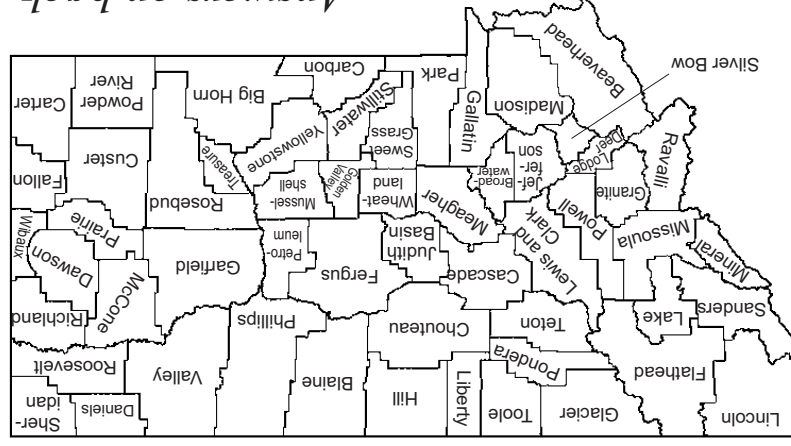 Lincoln
Flathead
Glacier
Toole
Liberty
Hill
Blaine
Phillips
Valley
Daniels
Sher-
idan
Roosevelt
Pondera
Sanders
Lake
Teton
Chouteau
Richland
McCone
Mineral
Missoula
Powell
Lewis and
Clark
Cascade
Judith
Basin
Fergus
Petro-
leum
Garfield
Dawson
Prairie
Wibaux
Ravalli
Granite
Deer
Lodge
Jef-
fer-
son
Broad-
water
Meagher
Wheat-
land
Golden
Valley
Mussel-
shell
Rosebud
Treasure
Custer
Fallon
Silver Bow
Beaverhead
Madison
Gallatin
Park
Sweet
Grass
Stillwater
Carbon
Yellowstone
Big Horn
Powder
River
Carter
Answers on back